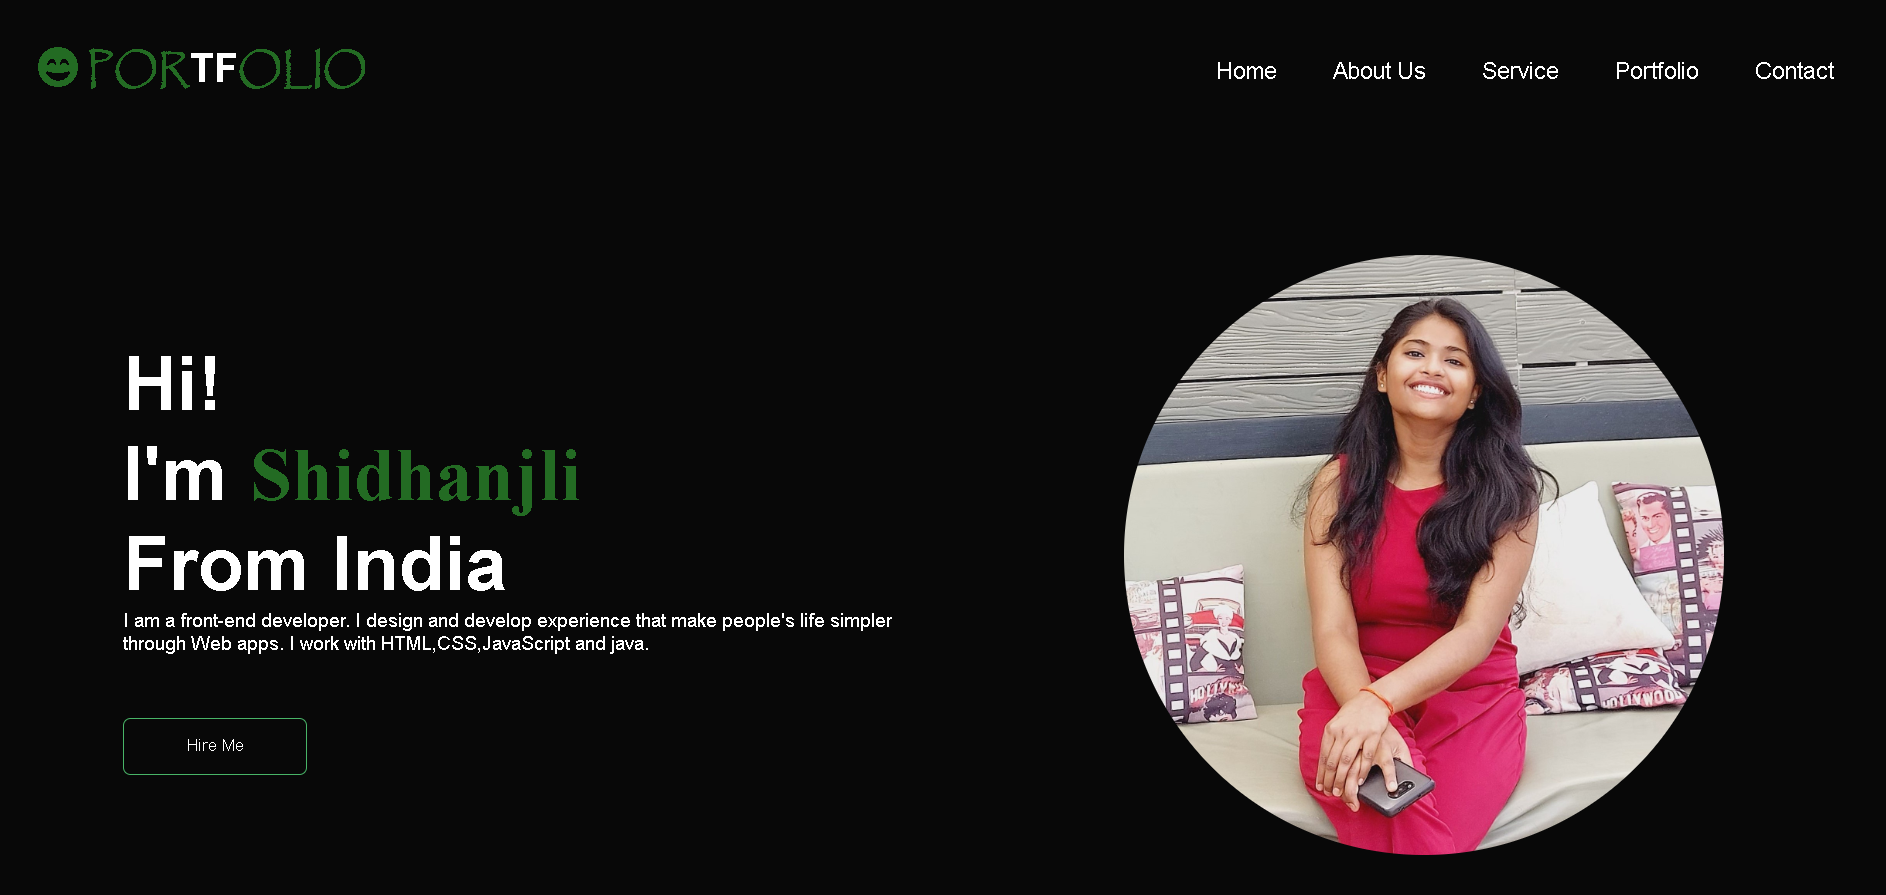 PORTFOLIO
Home About Us Service Portfolio Contact
Hi!
I'm Shidhanjli
From India
I am a front-end developer. I design and develop experience that make people's life simpler
through Web apps. I work with HTML,CSS,JavaScript and java.
Hire Me